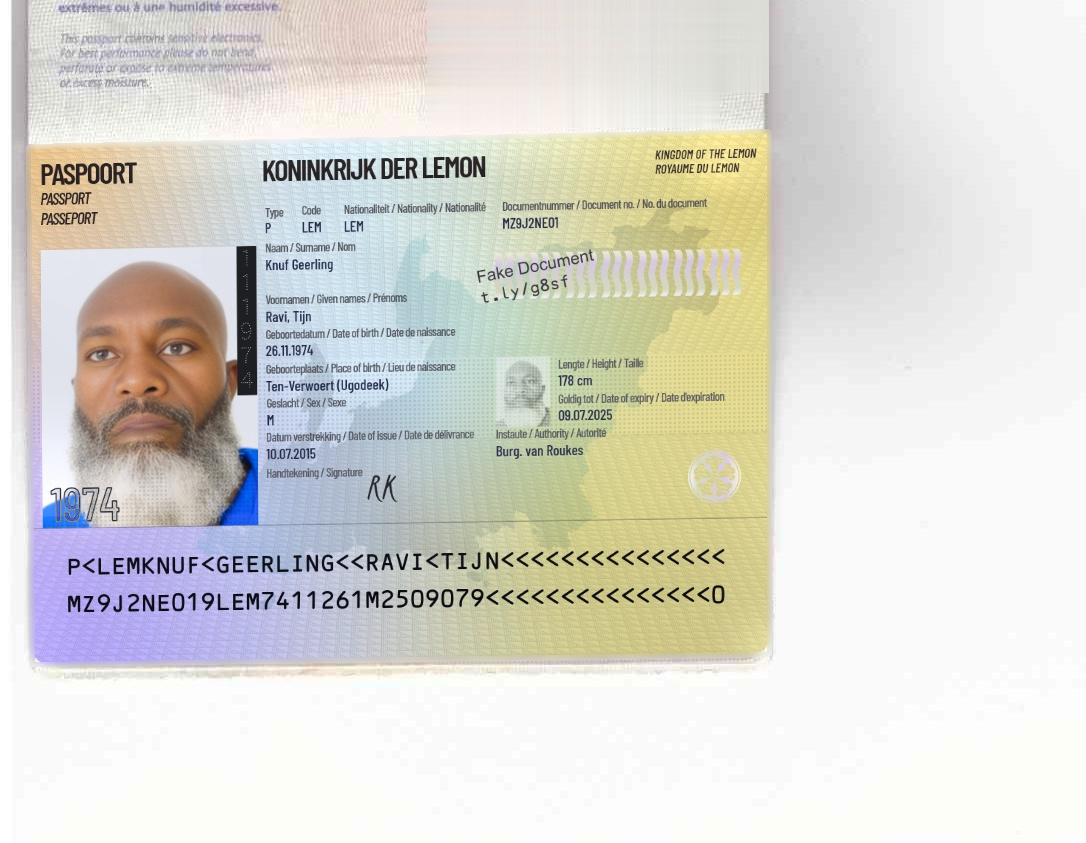 extrêmes ou à une humidité excessive.
This passport contains sensitive electronics.
For best performance please do not bend,
perforate or expose to extreme temperatures
or excess moisture.
PASPOORT
PASSPORT
PASSEPORT
KONINKRIJK DER LEMON
KINGDOM OF THE LEMON
ROYAUME DU LEMON
Type Code Nationaliteit / Nationality / Nationalité Documentnummer / Document no. / No. du document
P LEM LEM MZ9J2NE01
Naam / Surname / Nom
Knuf Geerling
Fake Document
t.ly/g8sf
Voornamen / Given names / Prénoms
Ravi, Tijn
Geboortedatum / Date of birth / Date de naissance
26.11.1974
Geboorteplaats / Place of birth / Lieu de naissance
Ten-Verwoert (Ugodeek)
Geslacht / Sex / Sexe
M
Lengte / Height / Taille
178 cm
Goldig tot / Date of expiry / Date d'expiration
09.07.2025
Datum verstrekking / Date of issue / Date de délivrance
10.07.2015
Instaute / Authority / Autorité
Burg. van Roukes
Handtekening / Signature
RK
1974
P<LEMKNUF<GEERLING<<RAVI<TIJN<<<<<<<<<<<<<<<
MZ9J2NE019LEM7411261M2509079<<<<<<<<<<<<<<<0